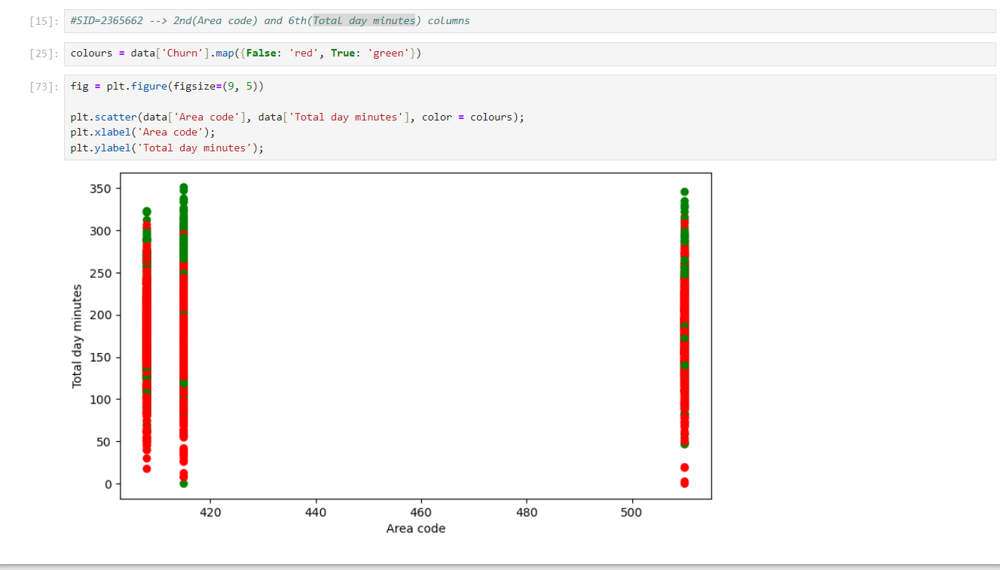 [15]: #SID=2365662 --> 2nd(Area code) and 6th(Total day minutes) columns
[25]: colours = data['Churn'].map({False: 'red', True: 'green'})
[73]: fig = plt.figure(figsize=(9, 5))
plt.scatter(data['Area code'], data['Total day minutes'], color = colours);
plt.xlabel('Area code');
plt.ylabel('Total day minutes');
350
300
250
200
150
100
50
0
Total day minutes
420 440 460 480 500
Area code